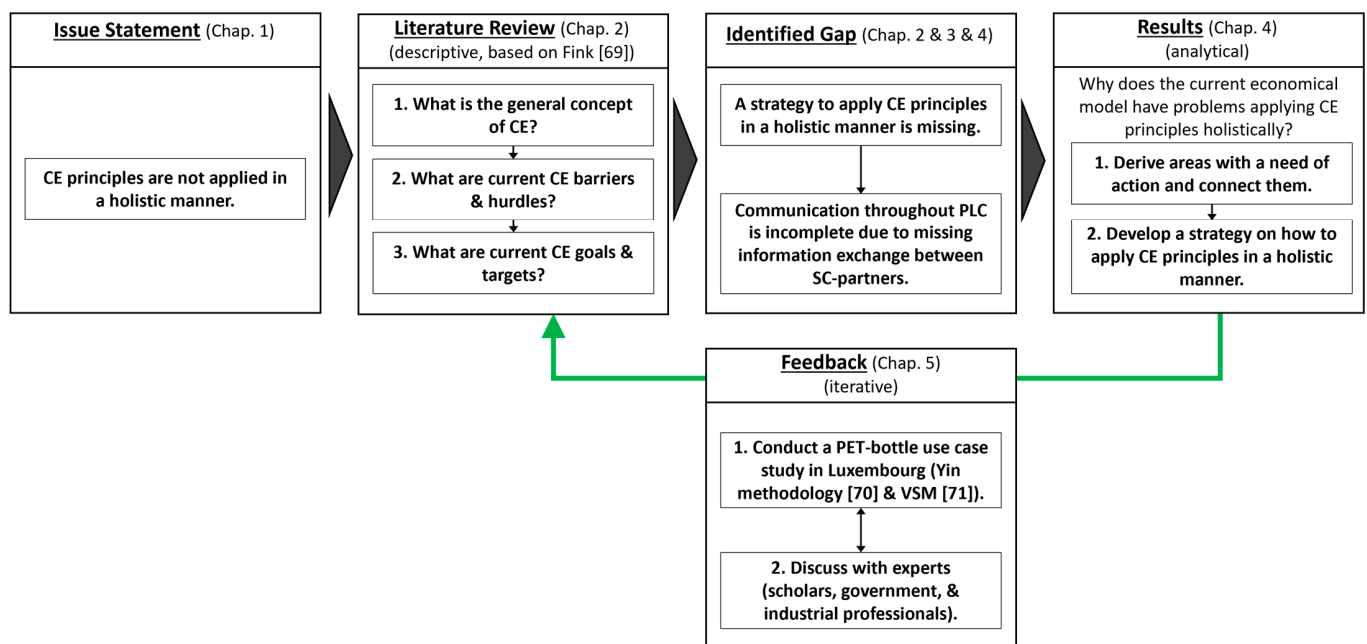 Issue Statement (Chap. 1)
CE principles are not applied in
a holistic manner.
Literature Review (Chap. 2)
(descriptive, based on Fink [69])
1. What is the general concept
of CE?
2. What are current CE barriers
& hurdles?
3. What are current CE goals &
targets?
Identified Gap (Chap. 2 & 3 & 4)
A strategy to apply CE principles
in a holistic manner is missing.
Communication throughout PLC
is incomplete due to missing
information exchange between
SC-partners.
Results (Chap. 4)
(analytical)
Why does the current economical
model have problems applying CE
principles holistically?
1. Derive areas with a need of
action and connect them.
2. Develop a strategy on how to
apply CE principles in a holistic
manner.
Feedback (Chap. 5)
(iterative)
1. Conduct a PET-bottle use case
study in Luxembourg (Yin
methodology [70] & VSM [71]).
2. Discuss with experts
(scholars, government, &
industrial professionals).